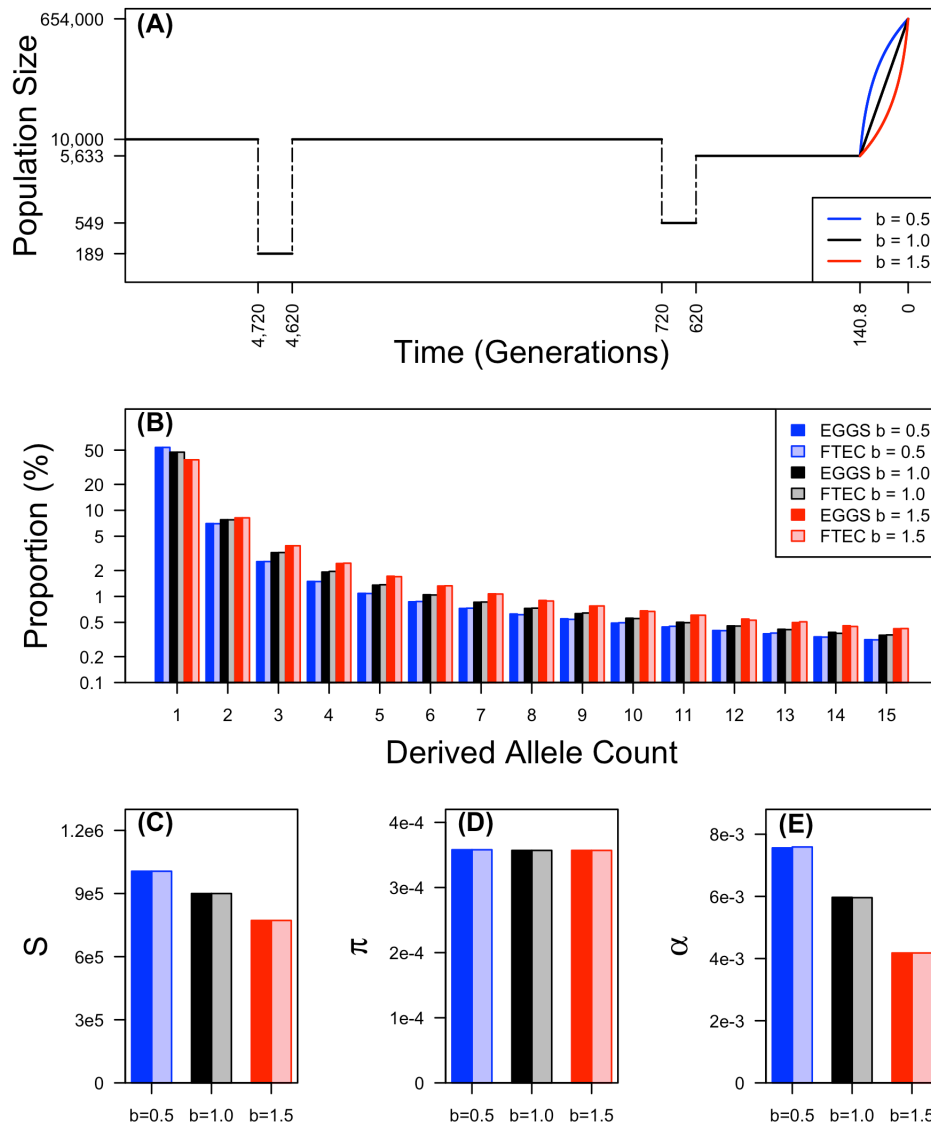 (A)
Population Size
654,000
10,000
5,633
549
189
b = 0.5
b = 1.0
b = 1.5
4,720
4,620
720
620
140.8
0
Time (Generations)
(B)
Proportion (%)
50
20
10
5
2
1
0.5
0.2
0.1
EGGS b = 0.5
FTEC b = 0.5
EGGS b = 1.0
FTEC b = 1.0
EGGS b = 1.5
FTEC b = 1.5
1 2 3 4 5 6 7 8 9 10 11 12 13 14 15
Derived Allele Count
(C)
S
1.2e6
9e5
6e5
3e5
0
b=0.5 b=1.0 b=1.5
(D)
π
4e-4
3e-4
2e-4
1e-4
0
b=0.5 b=1.0 b=1.5
(E)
α
8e-3
6e-3
4e-3
2e-3
0
b=0.5 b=1.0 b=1.5